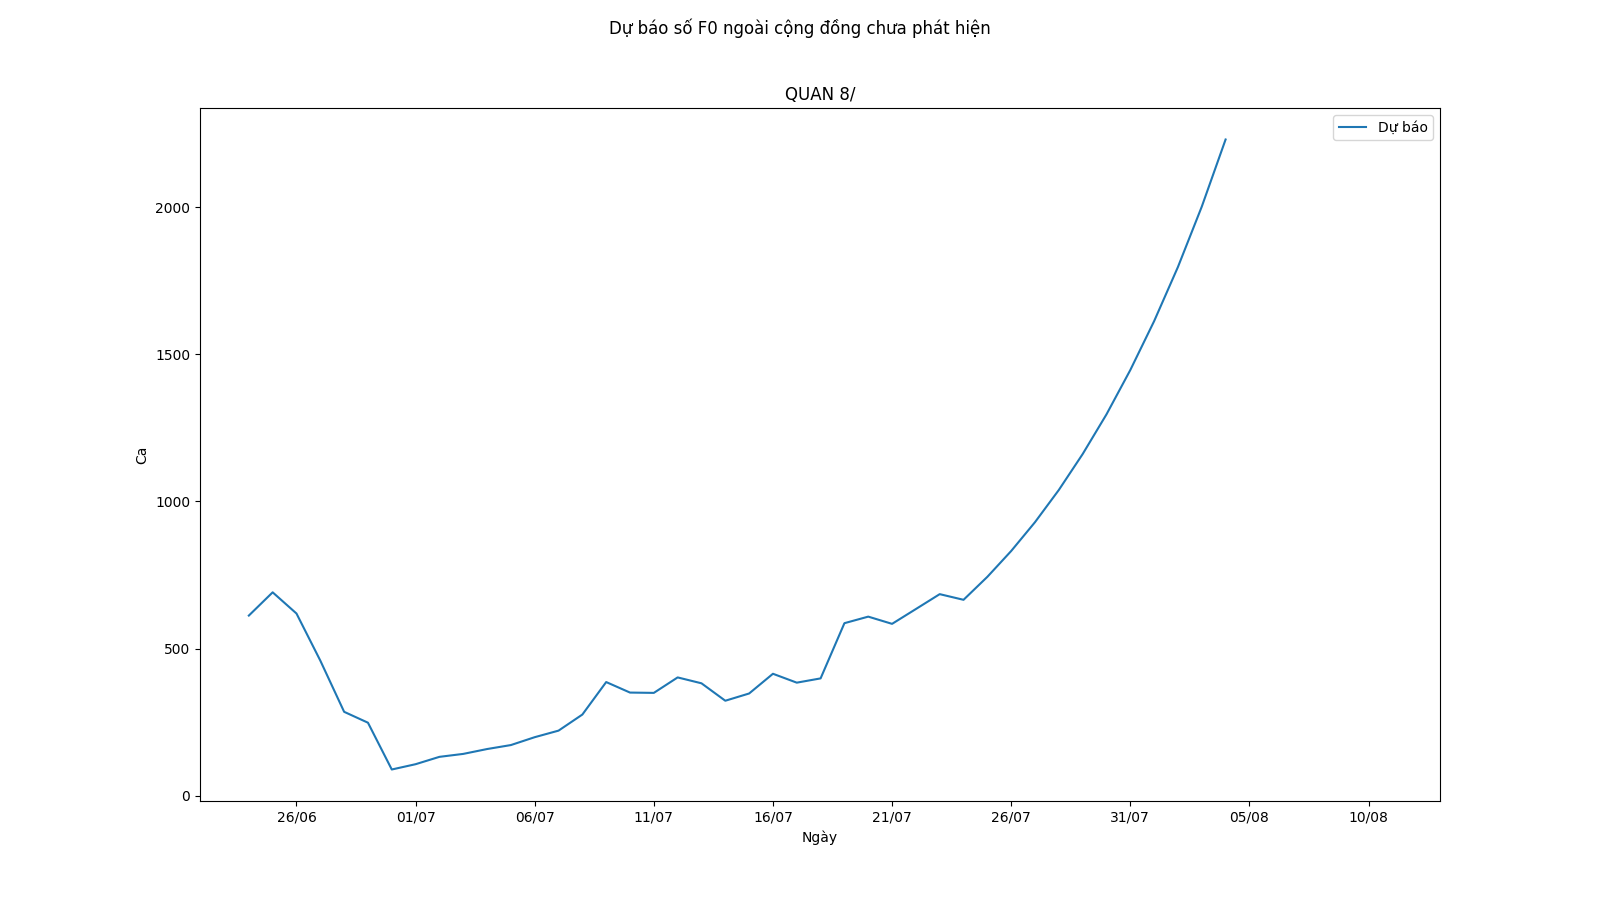 Dự báo số F0 ngoài cộng đồng chưa phát hiện
QUAN 8/
Dự báo
2000
1500
1000
500
0
Ca
26/06 01/07 06/07 11/07 16/07 21/07 26/07 31/07 05/08 10/08
Ngày